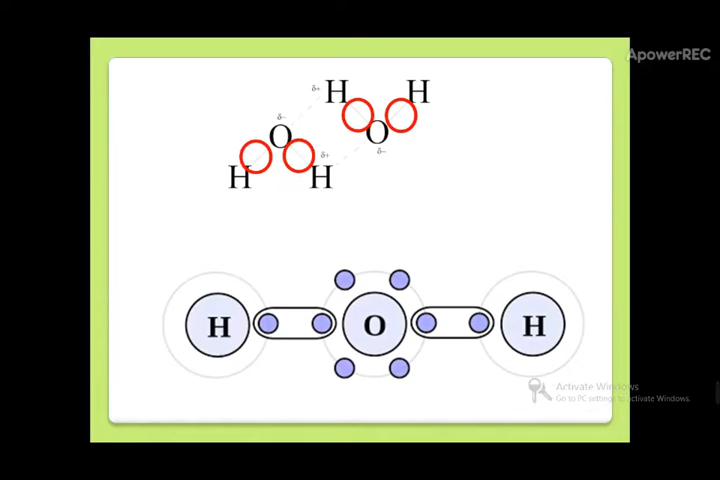 ApowerREC
δ+ H H
δ- O O
δ+ δ-
H H
H O H
Activate Windows
Go to PC settings to activate Windows.